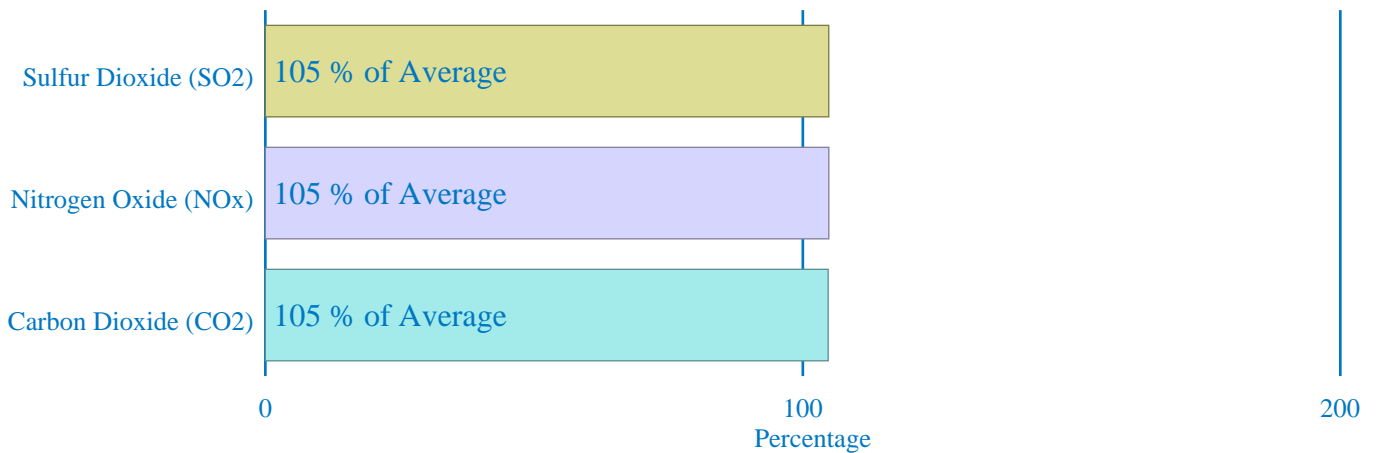 Sulfur Dioxide (SO2) 105 % of Average
Nitrogen Oxide (NOx) 105 % of Average
Carbon Dioxide (CO2) 105 % of Average
0 100 200
Percentage